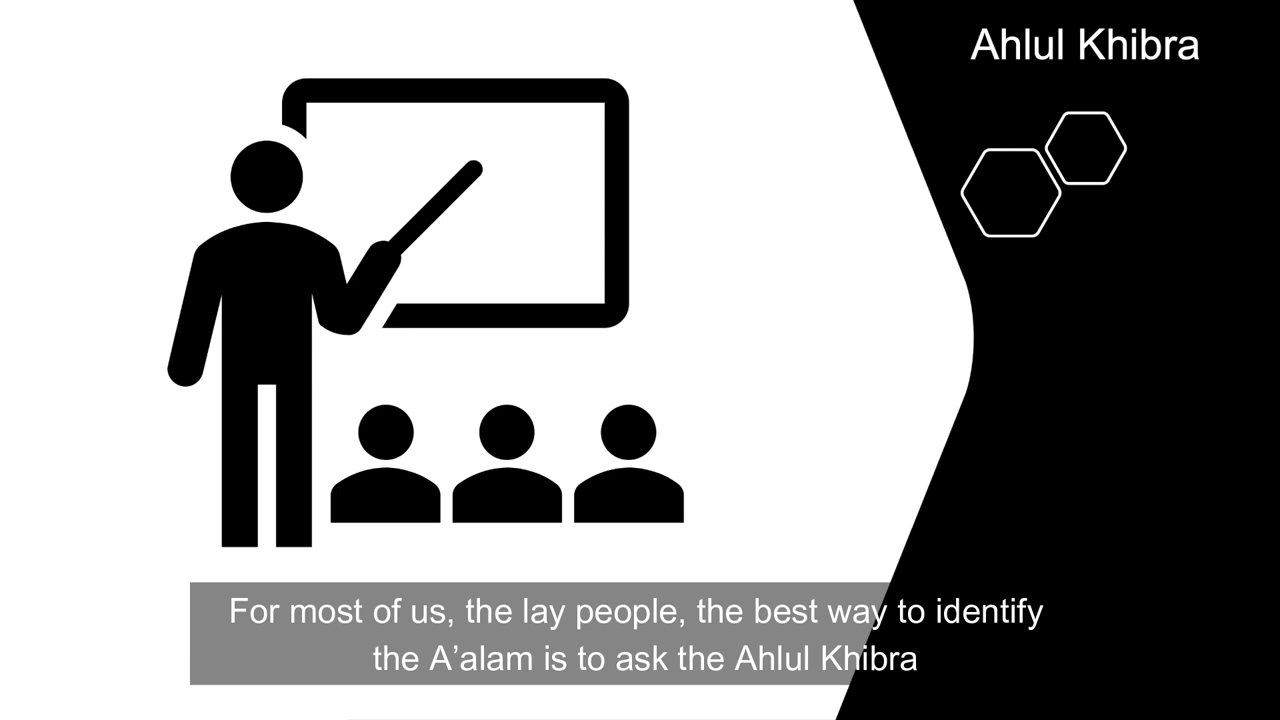 Ahlul Khibra
For most of us, the lay people, the best way to identify
the A’alam is to ask the Ahlul Khibra